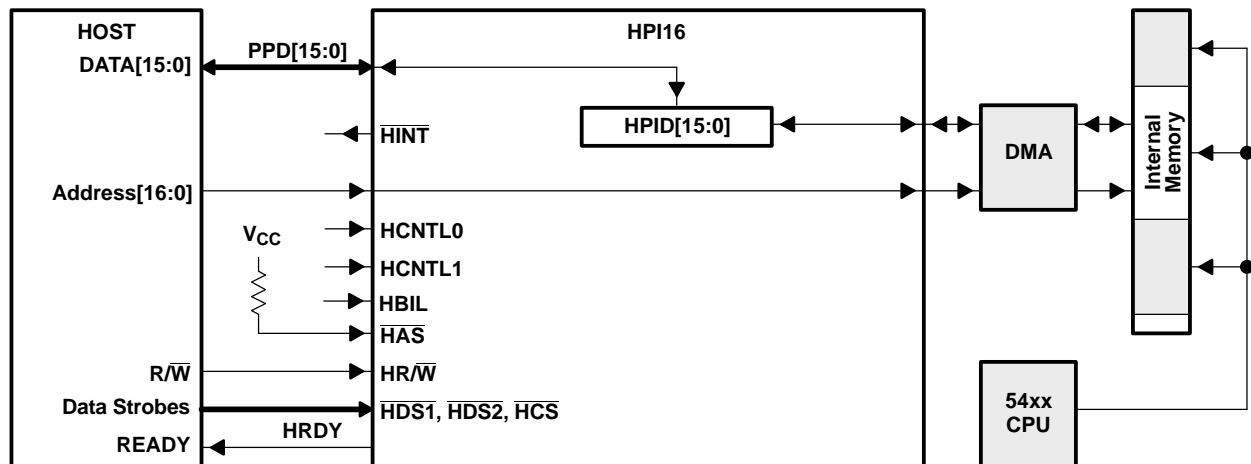 HOST
HPI16
DATA[15:0]
PPD[15:0]
HPID[15:0]
HINT
DMA
Internal Memory
Address[16:0]
VCC
HCNTL0
HCNTL1
HBIL
HAS
R/W
HR/W
Data Strobes
HDS1, HDS2, HCS
READY
HRDY
54xx
CPU